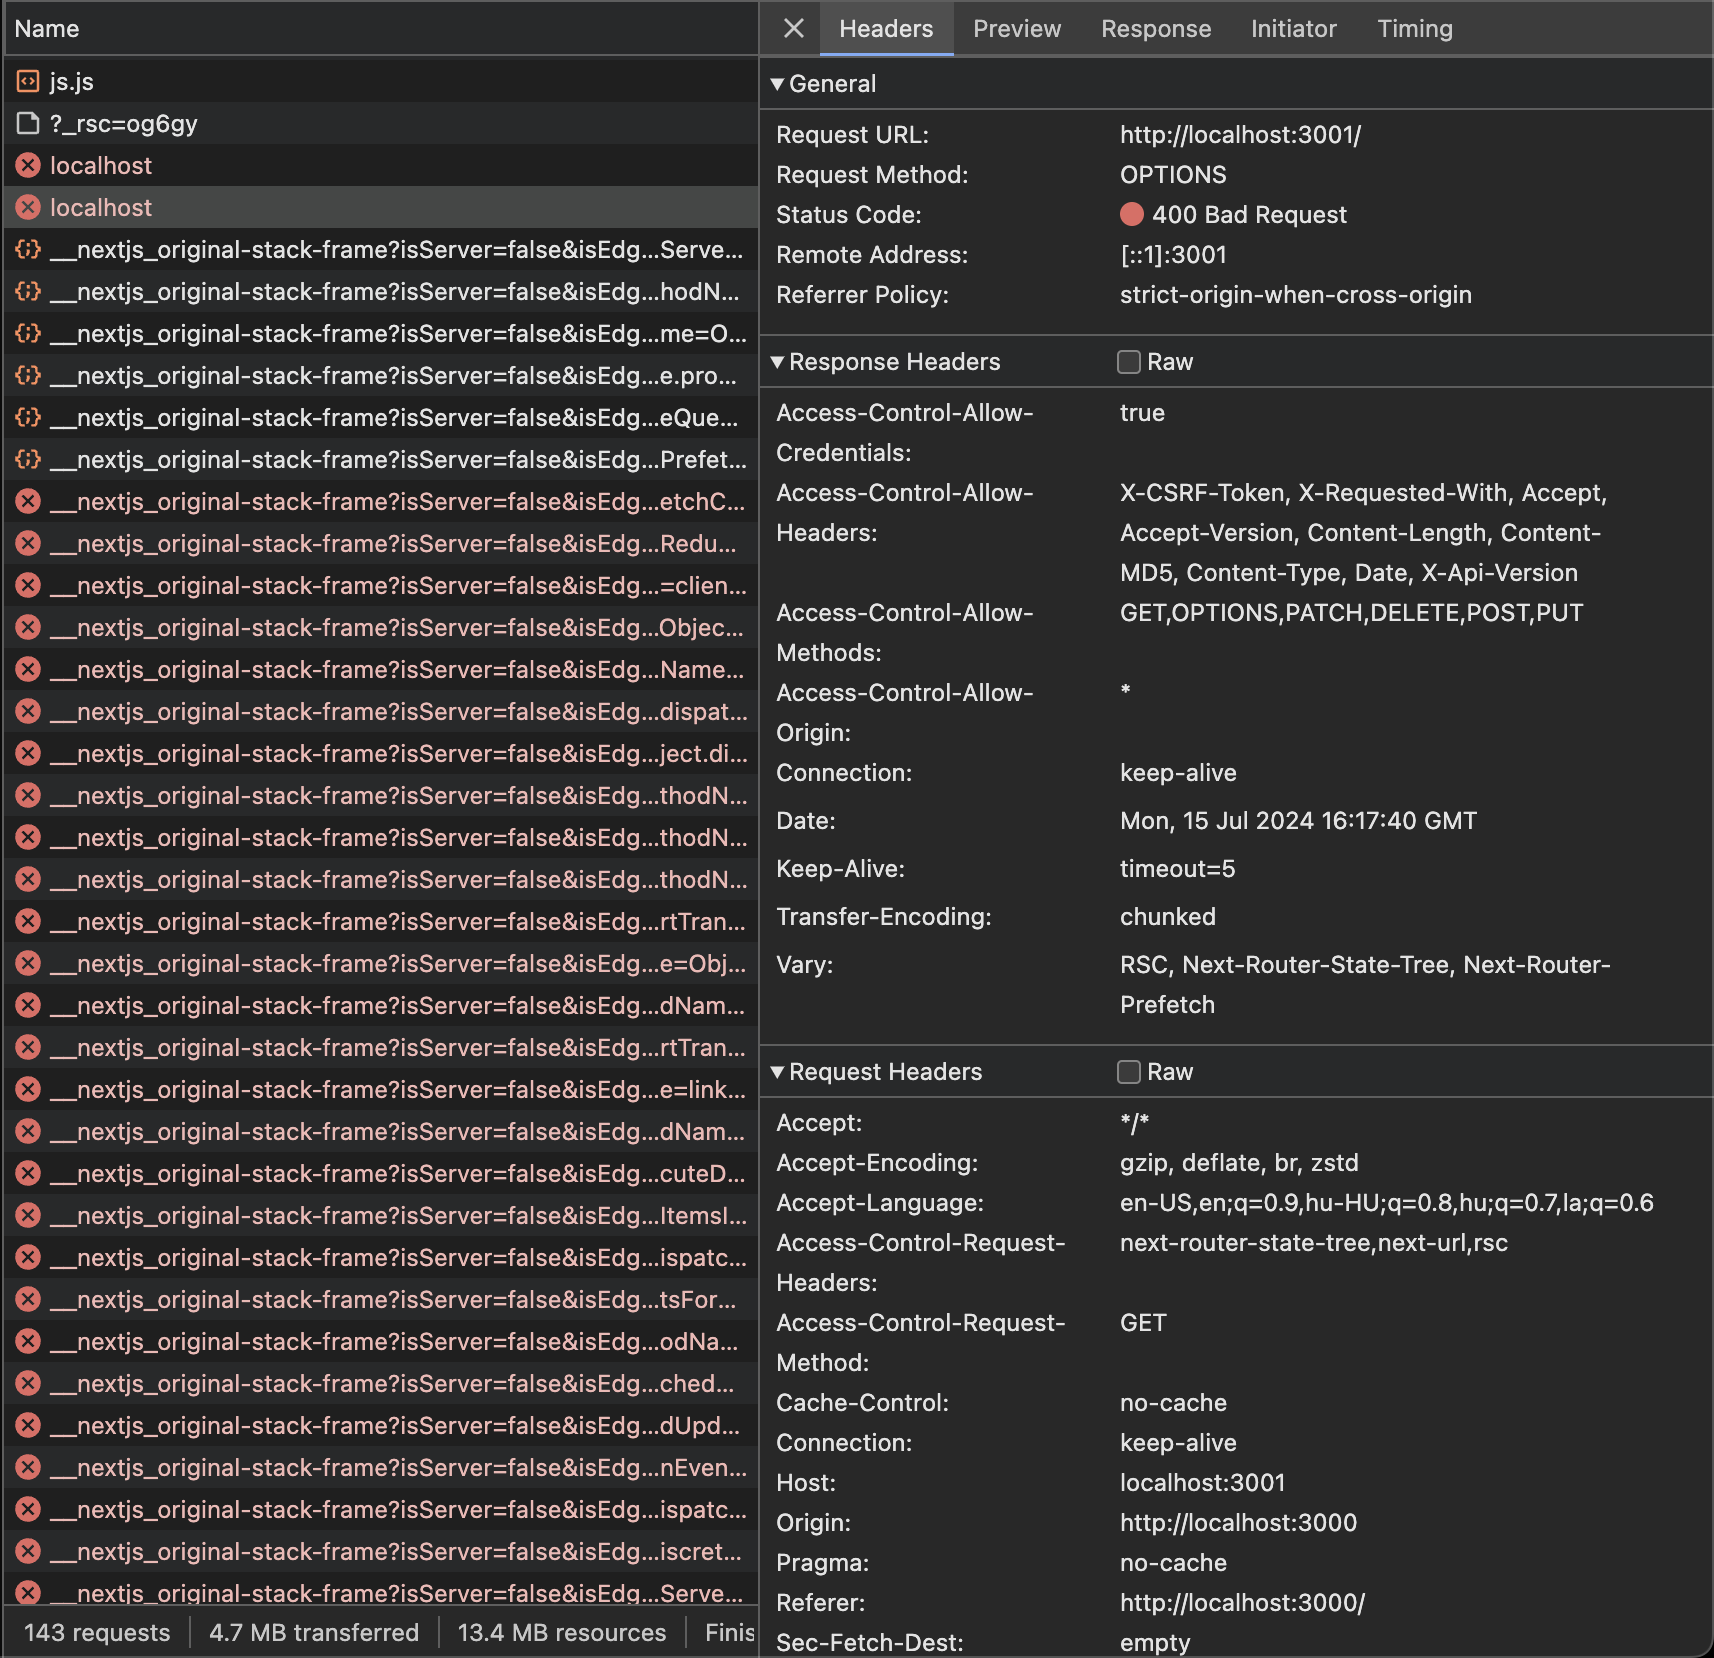 Name
js.js
?_rsc=og6gy
localhost
localhost
__nextjs_original-stack-frame?isServer=false&isEdg...Serve...
__nextjs_original-stack-frame?isServer=false&isEdg...hodN...
__nextjs_original-stack-frame?isServer=false&isEdg...me=O...
__nextjs_original-stack-frame?isServer=false&isEdg...e.pro...
__nextjs_original-stack-frame?isServer=false&isEdg...eQue...
__nextjs_original-stack-frame?isServer=false&isEdg...Prefet...
__nextjs_original-stack-frame?isServer=false&isEdg...etchC...
__nextjs_original-stack-frame?isServer=false&isEdg...Redu...
__nextjs_original-stack-frame?isServer=false&isEdg...=clien...
__nextjs_original-stack-frame?isServer=false&isEdg...Objec...
__nextjs_original-stack-frame?isServer=false&isEdg...Name...
__nextjs_original-stack-frame?isServer=false&isEdg...dispat...
__nextjs_original-stack-frame?isServer=false&isEdg...ject.di...
__nextjs_original-stack-frame?isServer=false&isEdg...thodN...
__nextjs_original-stack-frame?isServer=false&isEdg...thodN...
__nextjs_original-stack-frame?isServer=false&isEdg...thodN...
__nextjs_original-stack-frame?isServer=false&isEdg...rtTran...
__nextjs_original-stack-frame?isServer=false&isEdg...e=Obj...
__nextjs_original-stack-frame?isServer=false&isEdg...dNam...
__nextjs_original-stack-frame?isServer=false&isEdg...rtTran...
__nextjs_original-stack-frame?isServer=false&isEdg...e=link...
__nextjs_original-stack-frame?isServer=false&isEdg...dNam...
__nextjs_original-stack-frame?isServer=false&isEdg...cuteD...
__nextjs_original-stack-frame?isServer=false&isEdg...ItemsI...
__nextjs_original-stack-frame?isServer=false&isEdg...ispatc...
__nextjs_original-stack-frame?isServer=false&isEdg...tsFor...
__nextjs_original-stack-frame?isServer=false&isEdg...odNa...
__nextjs_original-stack-frame?isServer=false&isEdg...ched...
__nextjs_original-stack-frame?isServer=false&isEdg...dUpd...
__nextjs_original-stack-frame?isServer=false&isEdg...nEven...
__nextjs_original-stack-frame?isServer=false&isEdg...ispatc...
__nextjs_original-stack-frame?isServer=false&isEdg...iscret...
__nextjs_original-stack-frame?isServer=false&isEdg...Serve...
143 requests 4.7 MB transferred 13.4 MB resources Finis
Headers Preview Response Initiator Timing
General
Request URL: http://localhost:3001/
Request Method: OPTIONS
Status Code: 400 Bad Request
Remote Address: [::1]:3001
Referrer Policy: strict-origin-when-cross-origin
Response Headers Raw
Access-Control-Allow- true
Credentials:
Access-Control-Allow- X-CSRF-Token, X-Requested-With, Accept,
Headers: Accept-Version, Content-Length, Content-
MD5, Content-Type, Date, X-Api-Version
Access-Control-Allow- GET,OPTIONS,PATCH,DELETE,POST,PUT
Methods:
Access-Control-Allow- *
Origin:
Connection: keep-alive
Date: Mon, 15 Jul 2024 16:17:40 GMT
Keep-Alive: timeout=5
Transfer-Encoding: chunked
Vary: RSC, Next-Router-State-Tree, Next-Router-
Prefetch
Request Headers Raw
Accept: */*
Accept-Encoding: gzip, deflate, br, zstd
Accept-Language: en-US,en;q=0.9,hu-HU;q=0.8,hu;q=0.7,la;q=0.6
Access-Control-Request- next-router-state-tree,next-url,rsc
Headers:
Access-Control-Request- GET
Method:
Cache-Control: no-cache
Connection: keep-alive
Host: localhost:3001
Origin: http://localhost:3000
Pragma: no-cache
Referer: http://localhost:3000/
Sec-Fetch-Dest: empty